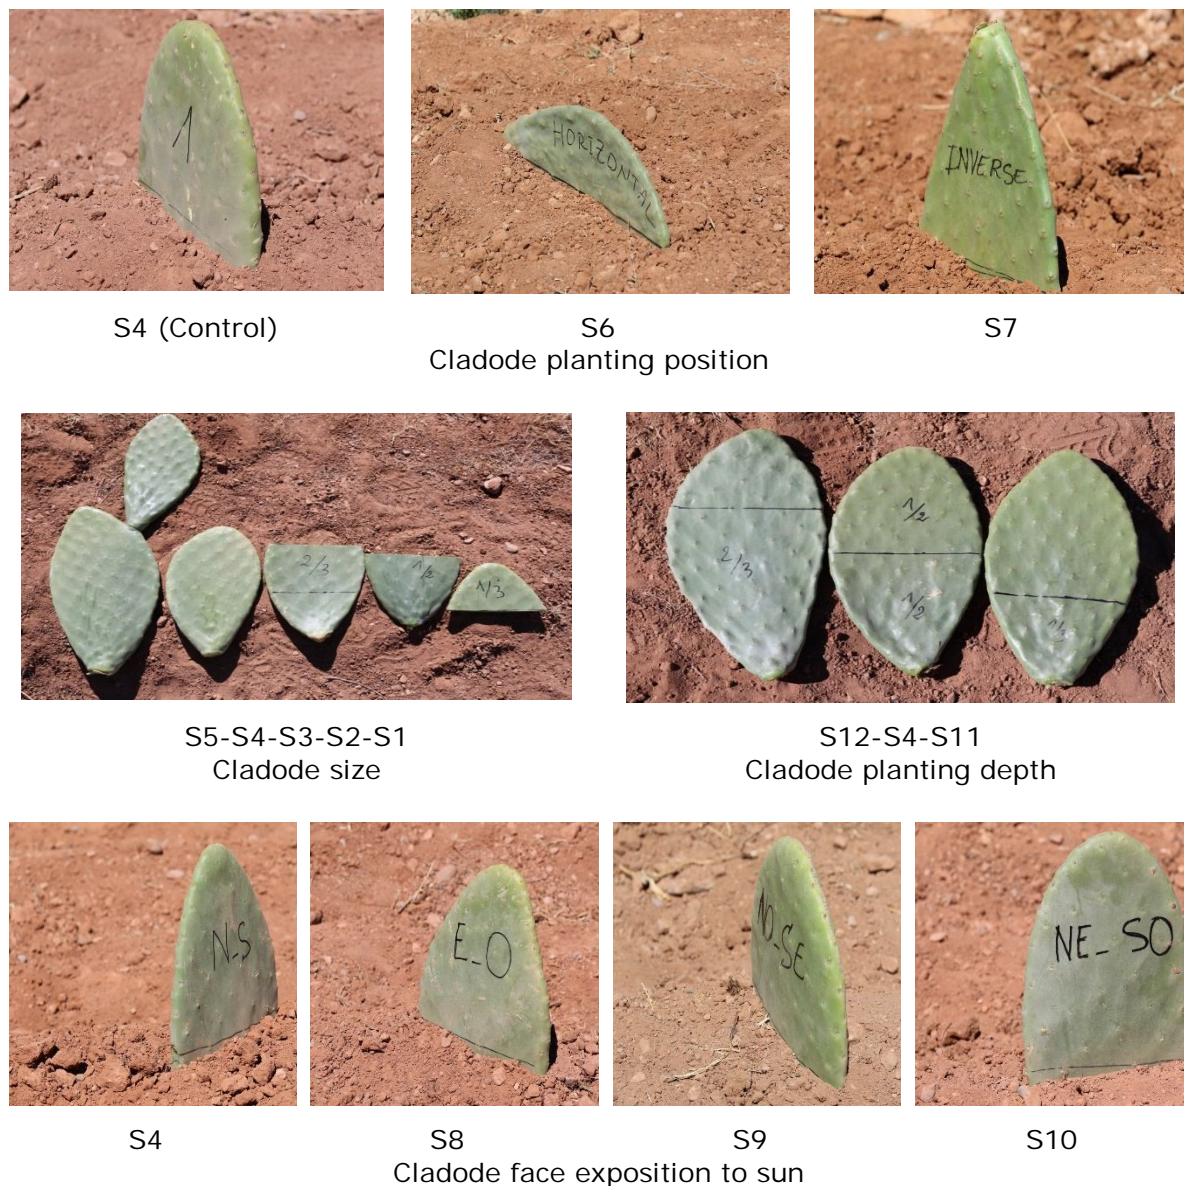 1
HORIZONTAL
INVERSE
S4 (Control)
S6
S7
Cladode planting position
2/3
1/2
1/3
2/3
1/2
1/2
1/3
S5-S4-S3-S2-S1
Cladode size
S12-S4-S11
Cladode planting depth
N_S
E_O
NO_SE
NE_SO
S4
S8
S9
S10
Cladode face exposition to sun